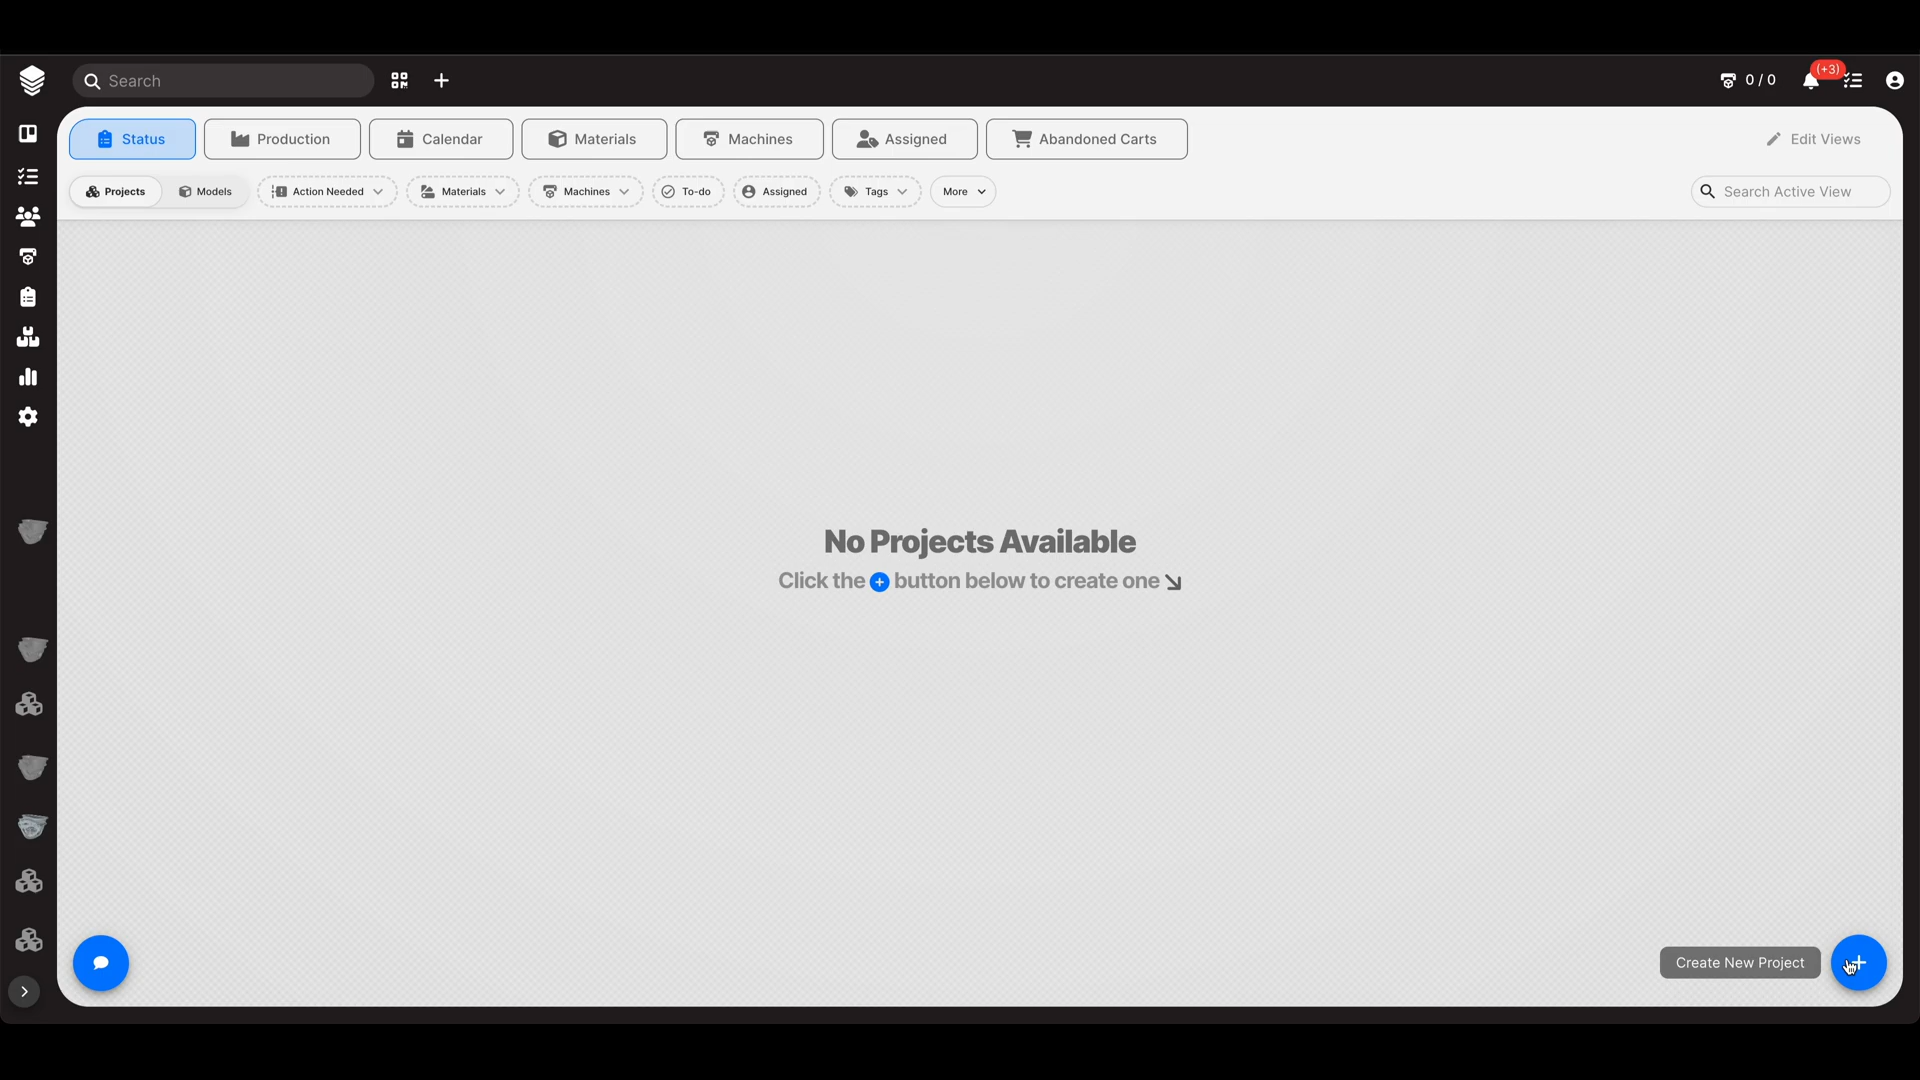 Search
0 / 0
(+3)
Status
Production
Calendar
Materials
Machines
Assigned
Abandoned Carts
Edit Views
Projects
Models
Action Needed
Materials
Machines
To-do
Assigned
Tags
More
Search Active View
No Projects Available
Click the + button below to create one
Create New Project